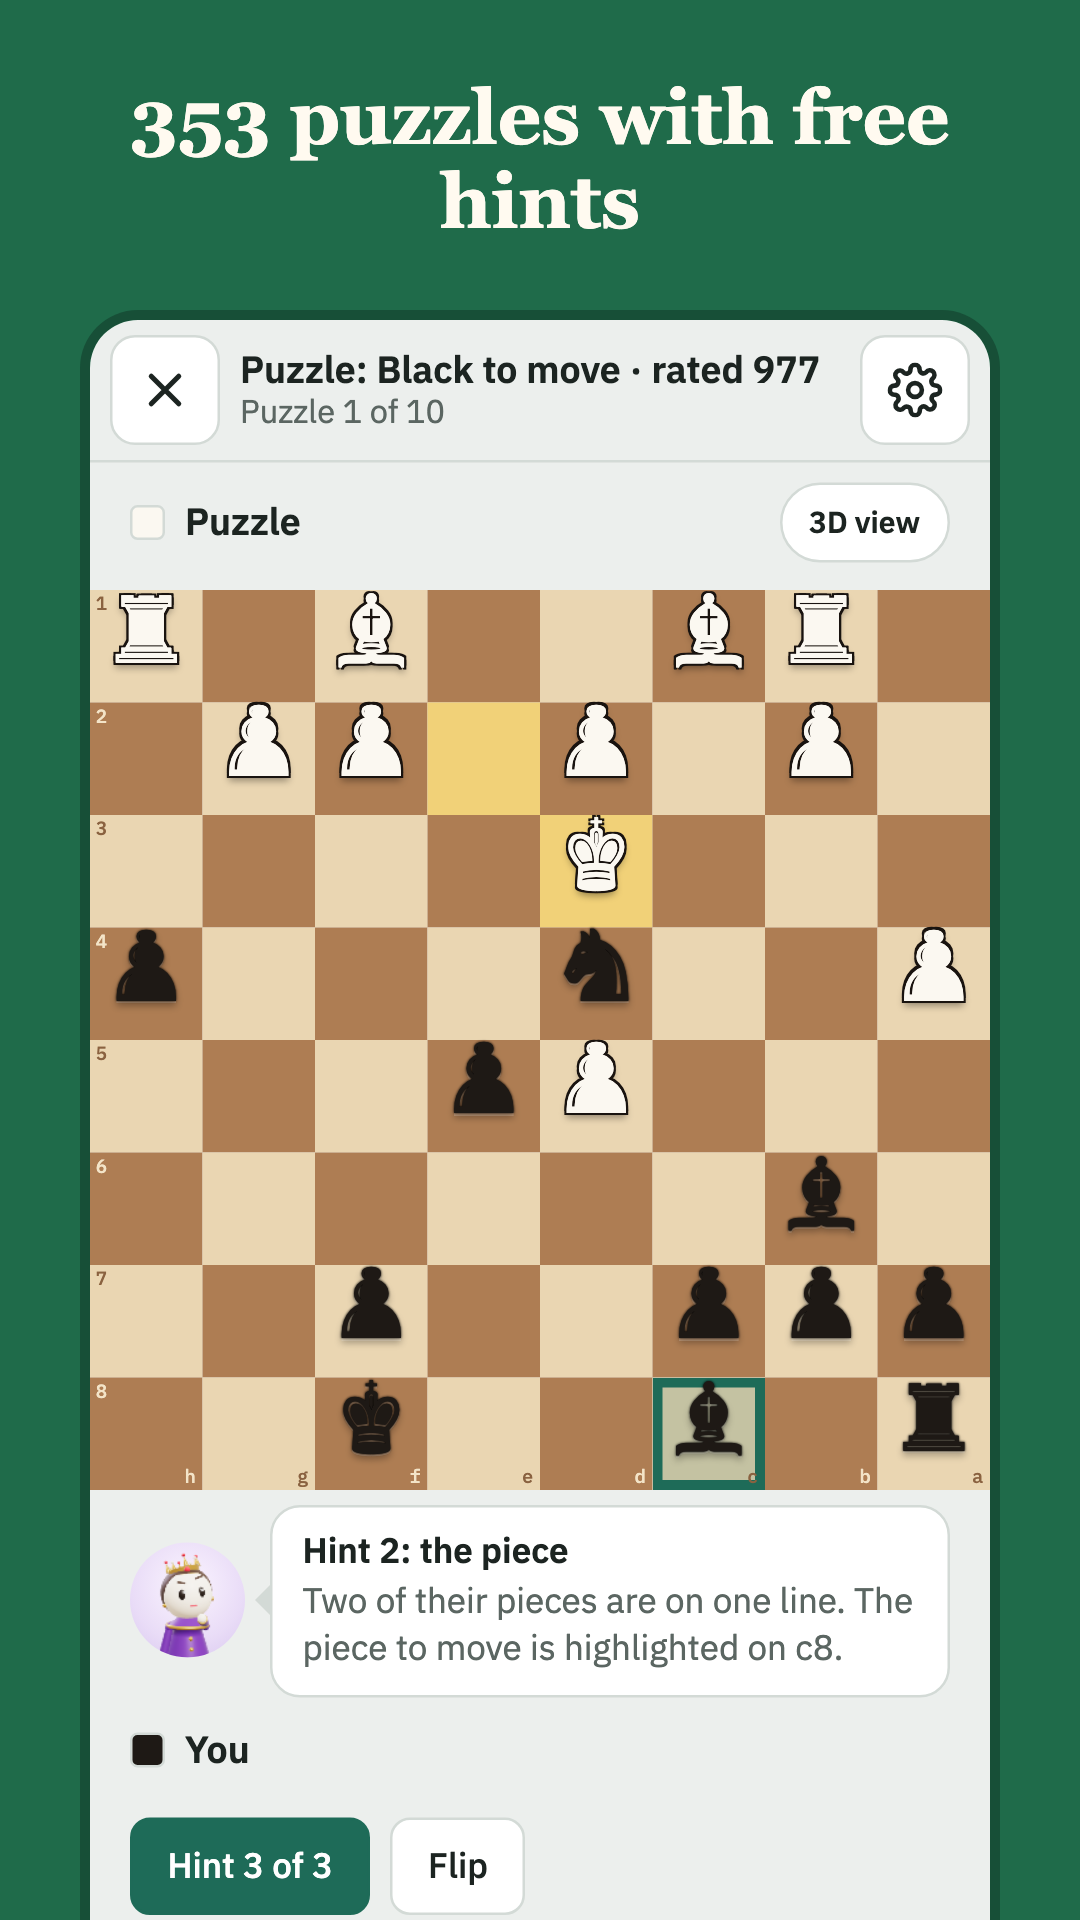 353 puzzles with free
hints
Puzzle: Black to move · rated 977
Puzzle 1 of 10
Puzzle
3D view
1
2
3
4
5
6
7
8
h g f e d c b a
Hint 2: the piece
Two of their pieces are on one line. The
piece to move is highlighted on c8.
You
Hint 3 of 3
Flip